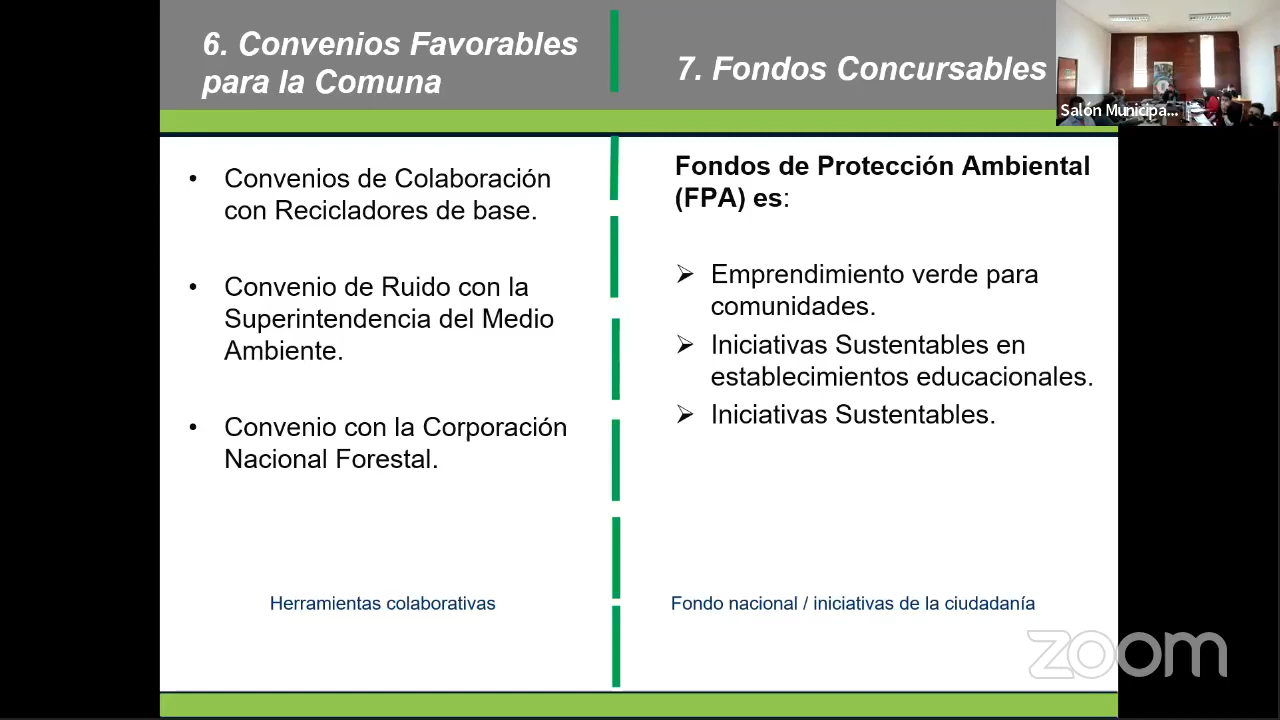 6. Convenios Favorables
para la Comuna
7. Fondos Concursables
Salón Municipa...
• Convenios de Colaboración
con Recicladores de base.
• Convenio de Ruido con la
Superintendencia del Medio
Ambiente.
• Convenio con la Corporación
Nacional Forestal.
Herramientas colaborativas
Fondos de Protección Ambiental
(FPA) es:
➢ Emprendimiento verde para
comunidades.
➢ Iniciativas Sustentables en
establecimientos educacionales.
➢ Iniciativas Sustentables.
Fondo nacional / iniciativas de la ciudadanía
zoom